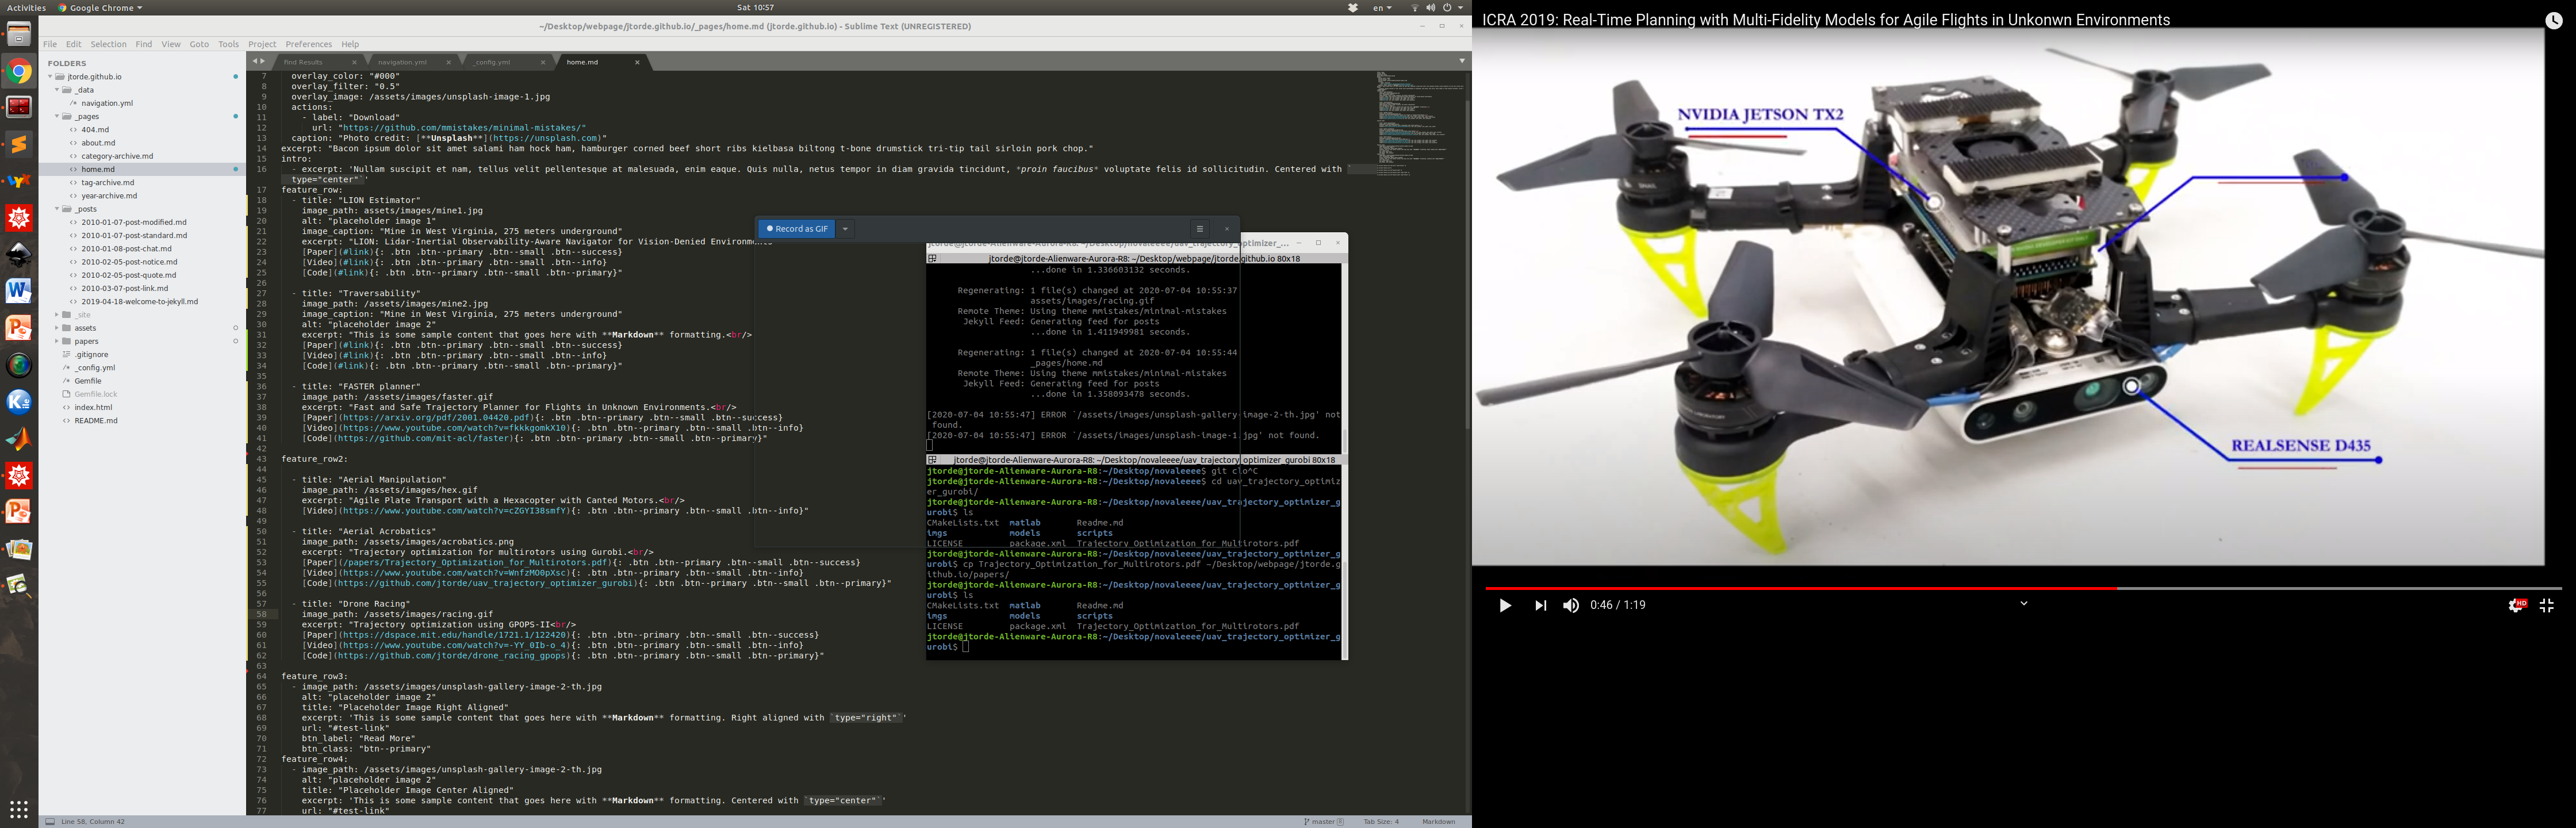 Activities
Google Chrome
Sat 10:57
en
~/Desktop/webpage/jtorde.github.io/_pages/home.md (jtorde.github.io) - Sublime Text (UNREGISTERED)
File Edit Selection Find View Goto Tools Project Preferences Help
FOLDERS
jtorde.github.io
_data
navigation.yml
_pages
404.md
about.md
category-archive.md
home.md
tag-archive.md
year-archive.md
_posts
2010-01-07-post-modified.md
2010-01-07-post-standard.md
2010-01-08-post-chat.md
2010-02-05-post-notice.md
2010-02-05-post-quote.md
2010-03-07-post-link.md
2019-04-18-welcome-to-jekyll.md
_site
assets
papers
.gitignore
_config.yml
Gemfile
Gemfile.lock
index.html
README.md
Find Results
navigation.yml
_config.yml
home.md
7 overlay_color: "#000"
8 overlay_filter: "0.5"
9 overlay_image: /assets/images/unsplash-image-1.jpg
10 actions:
11 - label: "Download"
12 url: "https://github.com/mmistakes/minimal-mistakes/"
13 caption: "Photo credit: [**Unsplash**](https://unsplash.com)"
14 excerpt: "Bacon ipsum dolor sit amet salami ham hock ham, hamburger corned beef short ribs kielbasa biltong t-bone drumstick tri-tip tail sirloin pork chop."
15 intro:
16 - excerpt: 'Nullam suscipit et nam, tellus velit pellentesque at malesuada, enim eaque. Quis nulla, netus tempor in diam gravida tincidunt, *proin faucibus* voluptate felis id sollicitudin. Centered with `
type="center"`'
17 feature_row:
18 - title: "LION Estimator"
19 image_path: assets/images/mine1.jpg
20 alt: "placeholder image 1"
21 image_caption: "Mine in West Virginia, 275 meters underground"
22 excerpt: "LION: Lidar-Inertial Observability-Aware Navigator for Vision-Denied Environments
23 [Paper](#link){: .btn .btn--primary .btn--small .btn--success}
24 [Video](#link){: .btn .btn--primary .btn--small .btn--info}
25 [Code](#link){: .btn .btn--primary .btn--small .btn--primary}"
26
27 - title: "Traversability"
28 image_path: /assets/images/mine2.jpg
29 image_caption: "Mine in West Virginia, 275 meters underground"
30 alt: "placeholder image 2"
31 excerpt: "This is some sample content that goes here with **Markdown** formatting.<br/>
32 [Paper](#link){: .btn .btn--primary .btn--small .btn--success}
33 [Video](#link){: .btn .btn--primary .btn--small .btn--info}
34 [Code](#link){: .btn .btn--primary .btn--small .btn--primary}"
35
36 - title: "FASTER planner"
37 image_path: /assets/images/faster.gif
38 excerpt: "Fast and Safe Trajectory Planner for Flights in Unknown Environments.<br/>
39 [Paper](https://arxiv.org/pdf/2001.04420.pdf){: .btn .btn--primary .btn--small .btn--success}
40 [Video](https://www.youtube.com/watch?v=fkkkgomkX10){: .btn .btn--primary .btn--small .btn--info}
41 [Code](https://github.com/mit-acl/faster){: .btn .btn--primary .btn--small .btn--primary}"
42
43 feature_row2:
44
45 - title: "Aerial Manipulation"
46 image_path: /assets/images/hex.gif
47 excerpt: "Agile Plate Transport with a Hexacopter with Canted Motors.<br/>
48 [Video](https://www.youtube.com/watch?v=cZGYI38smfY){: .btn .btn--primary .btn--small .btn--info}"
49
50 - title: "Aerial Acrobatics"
51 image_path: /assets/images/acrobatics.png
52 excerpt: "Trajectory optimization for multirotors using Gurobi.<br/>
53 [Paper](/papers/Trajectory_Optimization_for_Multirotors.pdf){: .btn .btn--primary .btn--small .btn--success}
54 [Video](https://www.youtube.com/watch?v=WnfzMO0pXsc){: .btn .btn--primary .btn--small .btn--info}
55 [Code](https://github.com/jtorde/uav_trajectory_optimizer_gurobi){: .btn .btn--primary .btn--small .btn--primary}"
56
57 - title: "Drone Racing"
58 image_path: /assets/images/racing.gif
59 excerpt: "Trajectory optimization using GPOPS-II<br/>
60 [Paper](https://dspace.mit.edu/handle/1721.1/122420){: .btn .btn--primary .btn--small .btn--success}
61 [Video](https://www.youtube.com/watch?v=-YY_0Ib-o_4){: .btn .btn--primary .btn--small .btn--info}
62 [Code](https://github.com/jtorde/drone_racing_gpops){: .btn .btn--primary .btn--small .btn--primary}"
63
64 feature_row3:
65 - image_path: /assets/images/unsplash-gallery-image-2-th.jpg
66 alt: "placeholder image 2"
67 title: "Placeholder Image Right Aligned"
68 excerpt: 'This is some sample content that goes here with **Markdown** formatting. Right aligned with `type="right"`'
69 url: "#test-link"
70 btn_label: "Read More"
71 btn_class: "btn--primary"
72 feature_row4:
73 - image_path: /assets/images/unsplash-gallery-image-2-th.jpg
74 alt: "placeholder image 2"
75 title: "Placeholder Image Center Aligned"
76 excerpt: 'This is some sample content that goes here with **Markdown** formatting. Centered with `type="center"`'
77 url: "#test-link"
Line 58, Column 42
master 8
Tab Size: 4
Markdown
Record as GIF
jtorde@jtorde-Alienware-Aurora-R8: ~/Desktop/novaleeee/uav_trajectory_optimizer_...
jtorde@jtorde-Alienware-Aurora-R8: ~/Desktop/webpage/jtorde.github.io 80x18
...done in 1.336603132 seconds.
Regenerating: 1 file(s) changed at 2020-07-04 10:55:37
assets/images/racing.gif
Remote Theme: Using theme mmistakes/minimal-mistakes
Jekyll Feed: Generating feed for posts
...done in 1.411949981 seconds.
Regenerating: 1 file(s) changed at 2020-07-04 10:55:44
_pages/home.md
Remote Theme: Using theme mmistakes/minimal-mistakes
Jekyll Feed: Generating feed for posts
...done in 1.358093478 seconds.
[2020-07-04 10:55:47] ERROR `/assets/images/unsplash-gallery-image-2-th.jpg' not
found.
[2020-07-04 10:55:47] ERROR `/assets/images/unsplash-image-1.jpg' not found.
jtorde@jtorde-Alienware-Aurora-R8: ~/Desktop/novaleeee/uav_trajectory_optimizer_gurobi 80x18
jtorde@jtorde-Alienware-Aurora-R8:~/Desktop/novaleeee$ git clo^C
jtorde@jtorde-Alienware-Aurora-R8:~/Desktop/novaleeee$ cd uav_trajectory_optimiz
er_gurobi/
jtorde@jtorde-Alienware-Aurora-R8:~/Desktop/novaleeee/uav_trajectory_optimizer_g
urobi$ ls
CMakeLists.txt matlab Readme.md
imgs models scripts
LICENSE package.xml Trajectory_Optimization_for_Multirotors.pdf
jtorde@jtorde-Alienware-Aurora-R8:~/Desktop/novaleeee/uav_trajectory_optimizer_g
urobi$ cp Trajectory_Optimization_for_Multirotors.pdf ~/Desktop/webpage/jtorde.g
ithub.io/papers/
jtorde@jtorde-Alienware-Aurora-R8:~/Desktop/novaleeee/uav_trajectory_optimizer_g
urobi$ ls
CMakeLists.txt matlab Readme.md
imgs models scripts
LICENSE package.xml Trajectory_Optimization_for_Multirotors.pdf
jtorde@jtorde-Alienware-Aurora-R8:~/Desktop/novaleeee/uav_trajectory_optimizer_g
urobi$
ICRA 2019: Real-Time Planning with Multi-Fidelity Models for Agile Flights in Unkonwn Environments
NVIDIA JETSON TX2
REALSENSE D435
0:46 / 1:19
HD